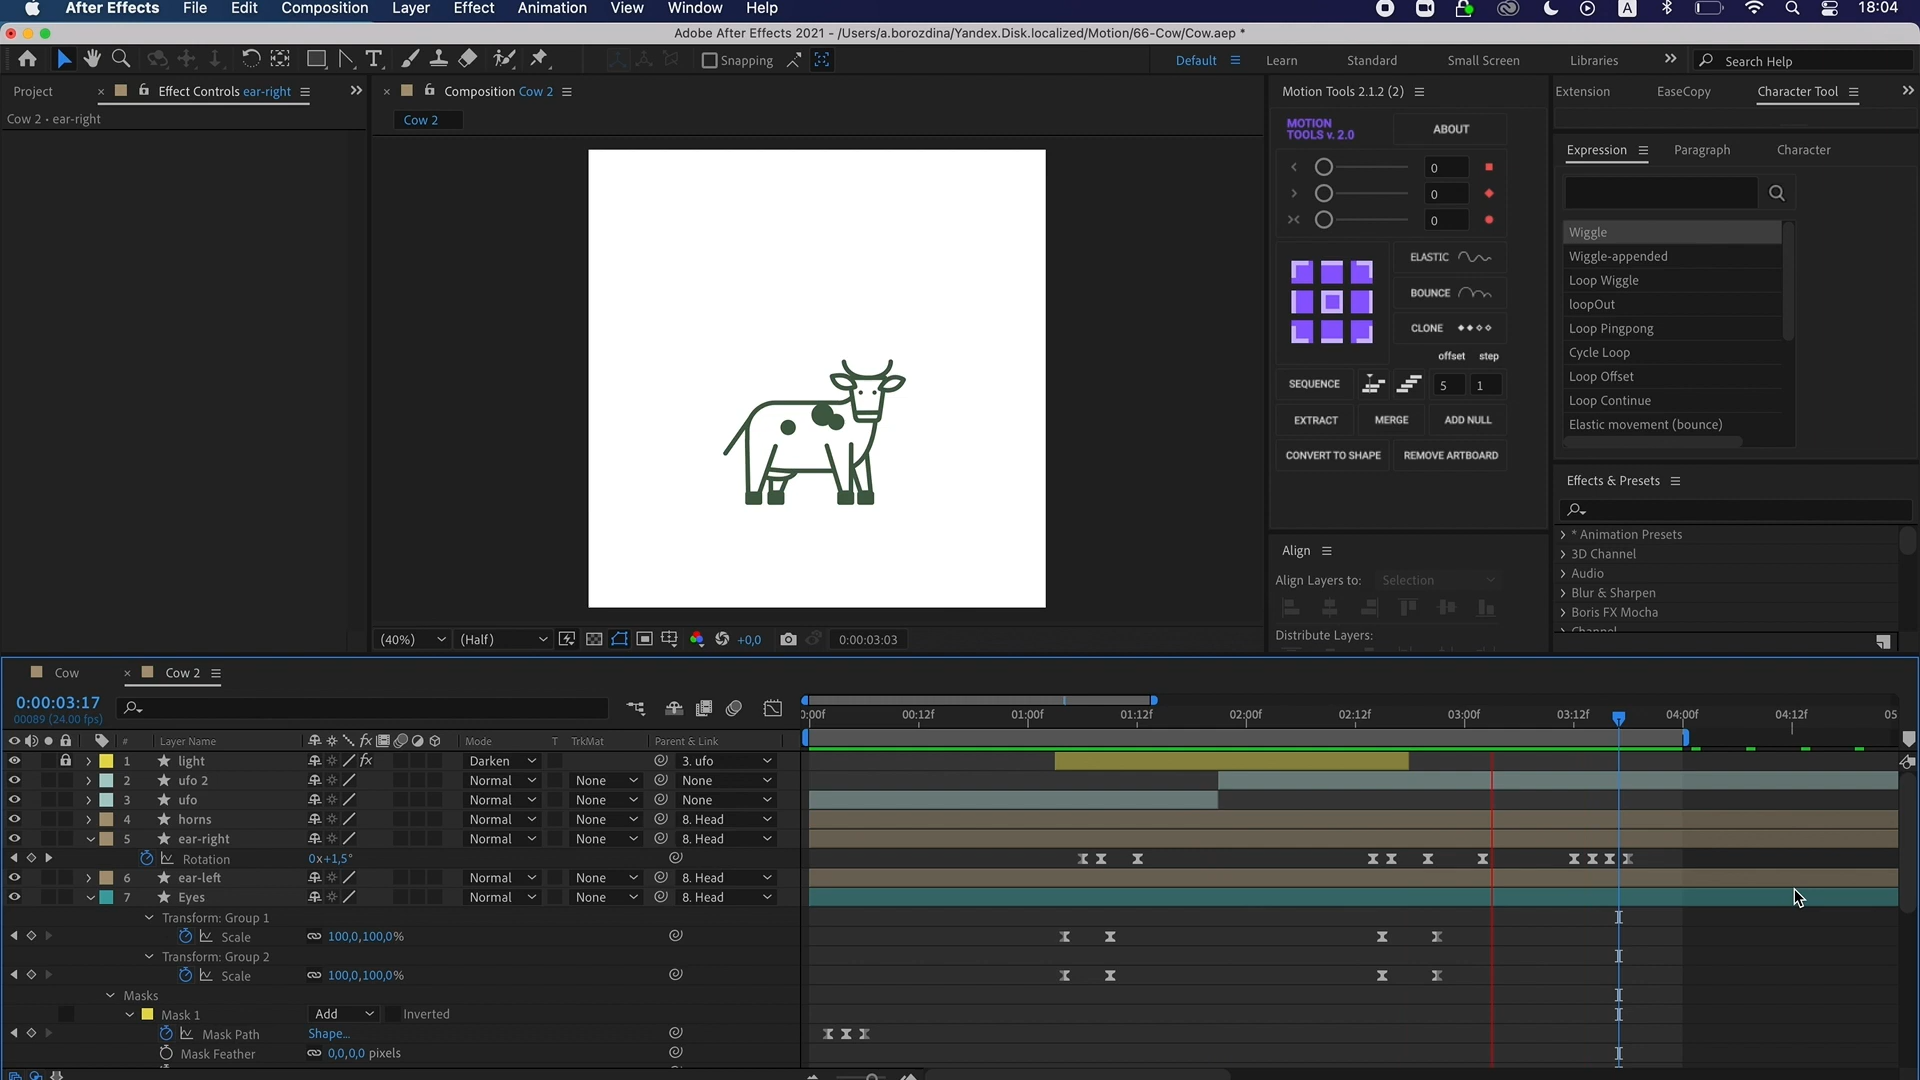 After Effects File Edit Composition Layer Effect Animation View Window Help A 18:04
Adobe After Effects 2021 - /Users/a.borozdina/Yandex.Disk.localized/Motion/66-Cow/Cow.aep *
Snapping Default Learn Standard Small Screen Libraries Search Help
Project Effect Controls ear-right Composition Cow 2 Motion Tools 2.1.2 (2) Extension EaseCopy Character Tool
Cow 2 • ear-right
Cow 2
MOTION
TOOLS v. 2.0
ABOUT
0
0
0
ELASTIC
BOUNCE
CLONE
offset step
SEQUENCE 5 1
EXTRACT MERGE ADD NULL
CONVERT TO SHAPE REMOVE ARTBOARD
Align
Align Layers to: Selection
Distribute Layers:
Expression Paragraph Character
Wiggle
Wiggle-appended
Loop Wiggle
loopOut
Loop Pingpong
Cycle Loop
Loop Offset
Loop Continue
Elastic movement (bounce)
Effects & Presets
* Animation Presets
3D Channel
Audio
Blur & Sharpen
Boris FX Mocha
Channel
(40%) (Half) +0,0 0:00:03:03
Cow Cow 2
0:00:03:17
00089 (24.00 fps)
:00f 00:12f 01:00f 01:12f 02:00f 02:12f 03:00f 03:12f 04:00f 04:12f 05
# Layer Name fx Mode T TrkMat Parent & Link
1 light fx Darken 3. ufo
2 ufo 2 Normal None None
3 ufo Normal None None
4 horns Normal None 8. Head
5 ear-right Normal None 8. Head
Rotation 0x+1,5°
6 ear-left Normal None 8. Head
7 Eyes Normal None 8. Head
Transform: Group 1
Scale 100,0,100,0%
Transform: Group 2
Scale 100,0,100,0%
Masks
Mask 1 Add Inverted
Mask Path Shape...
Mask Feather 0,0,0,0 pixels